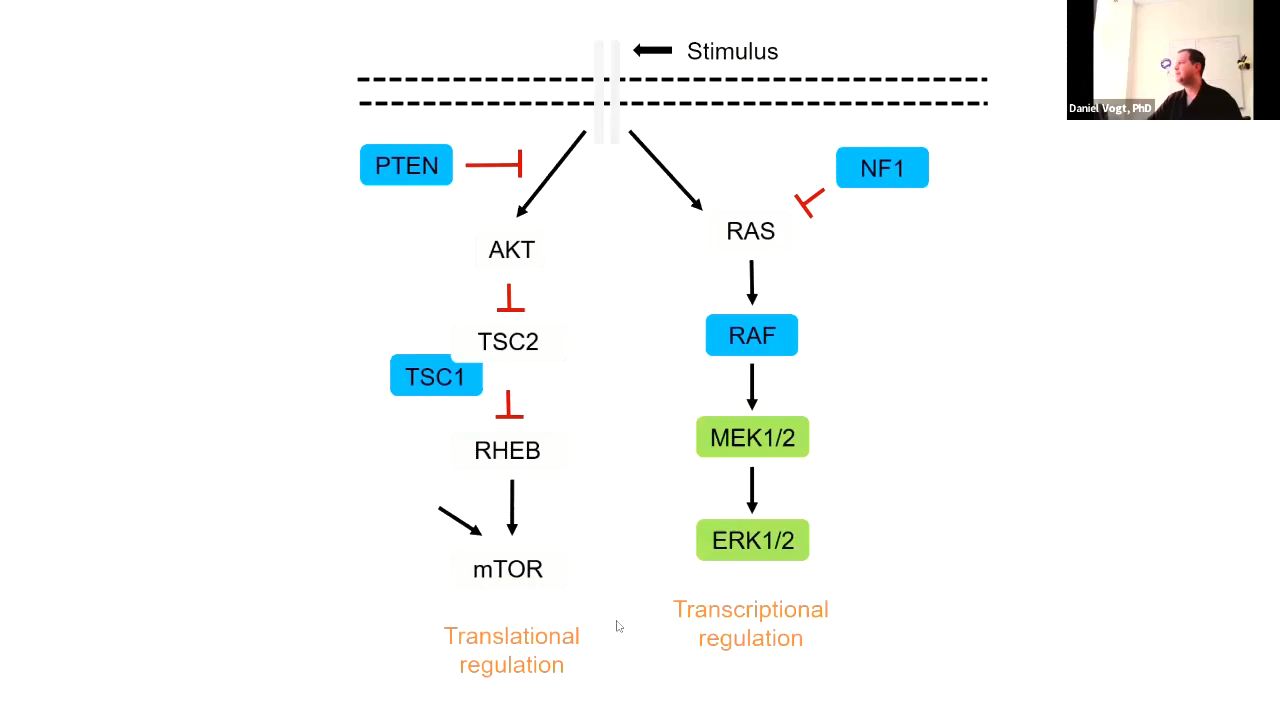 Stimulus
Daniel Vogt, PhD
PTEN
NF1
RAS
AKT
RAF
TSC2
TSC1
MEK1/2
RHEB
ERK1/2
mTOR
Transcriptional
regulation
Translational
regulation